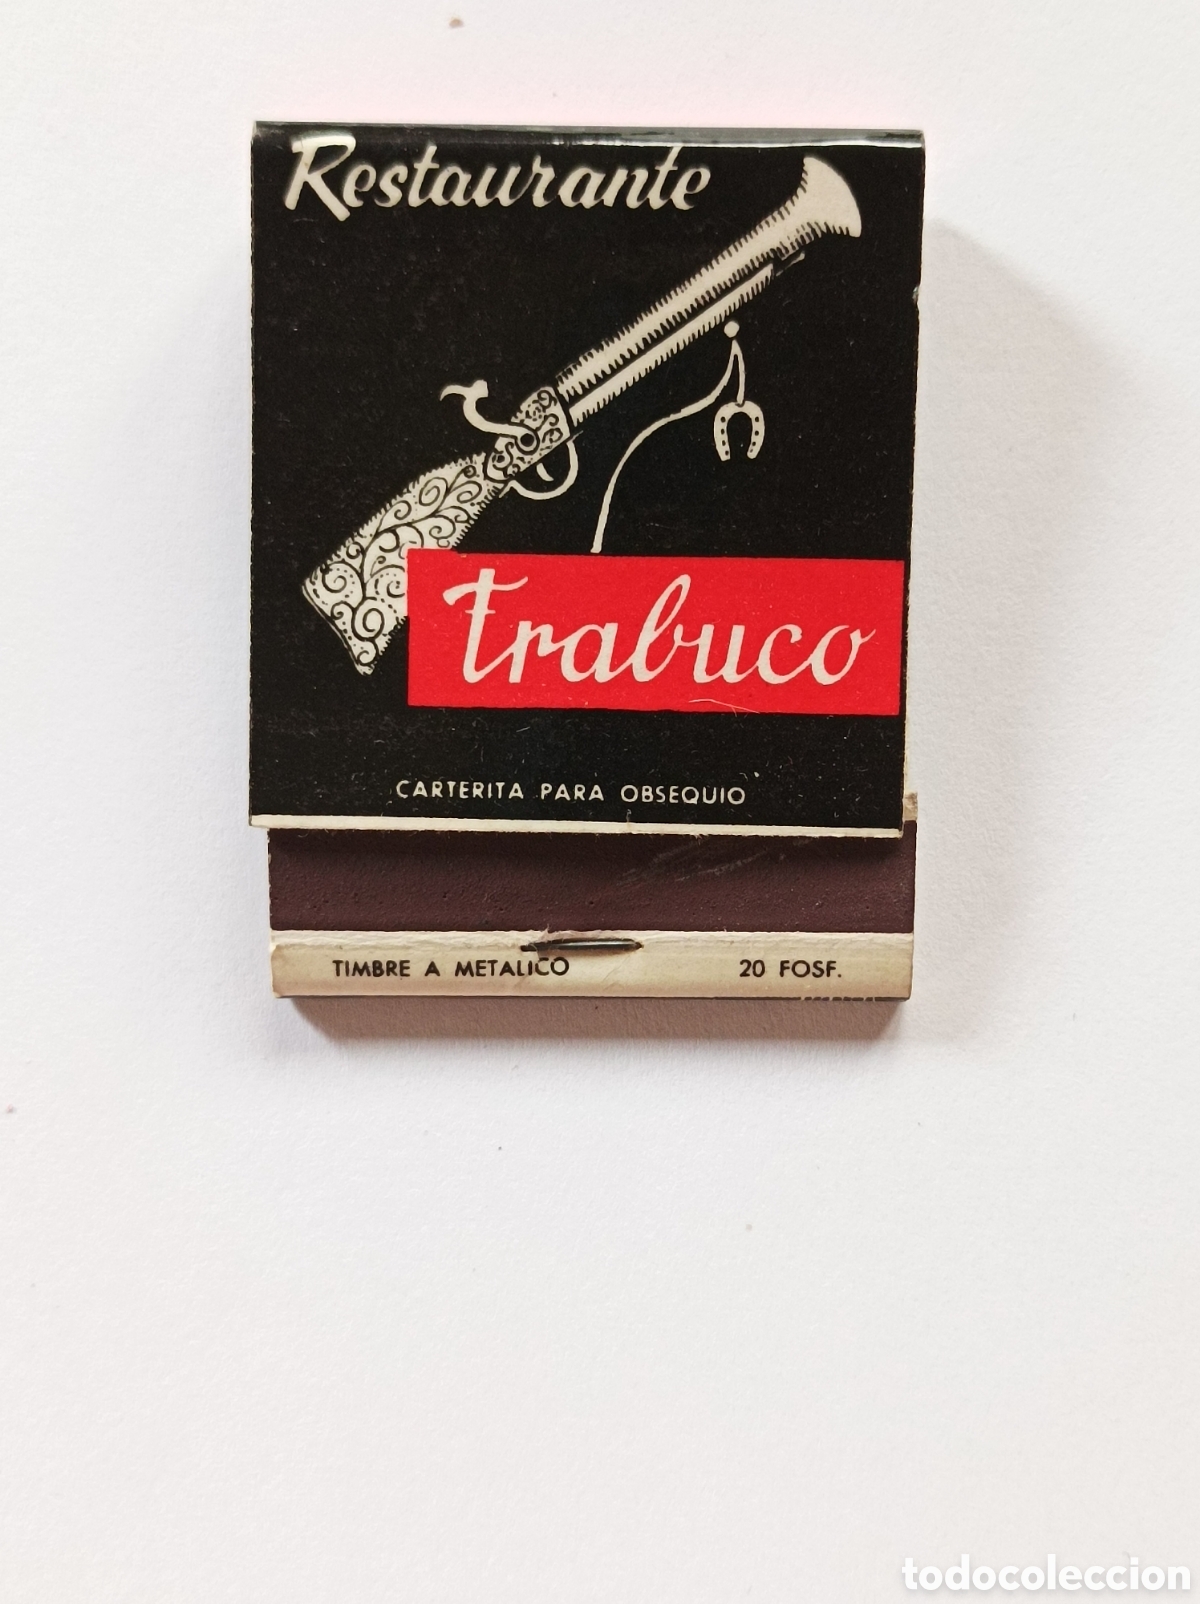 Restaurante
Trabuco
CARTERITA PARA OBSEQUIO
TIMBRE A METALICO 20 FOSF.
todocoleccion